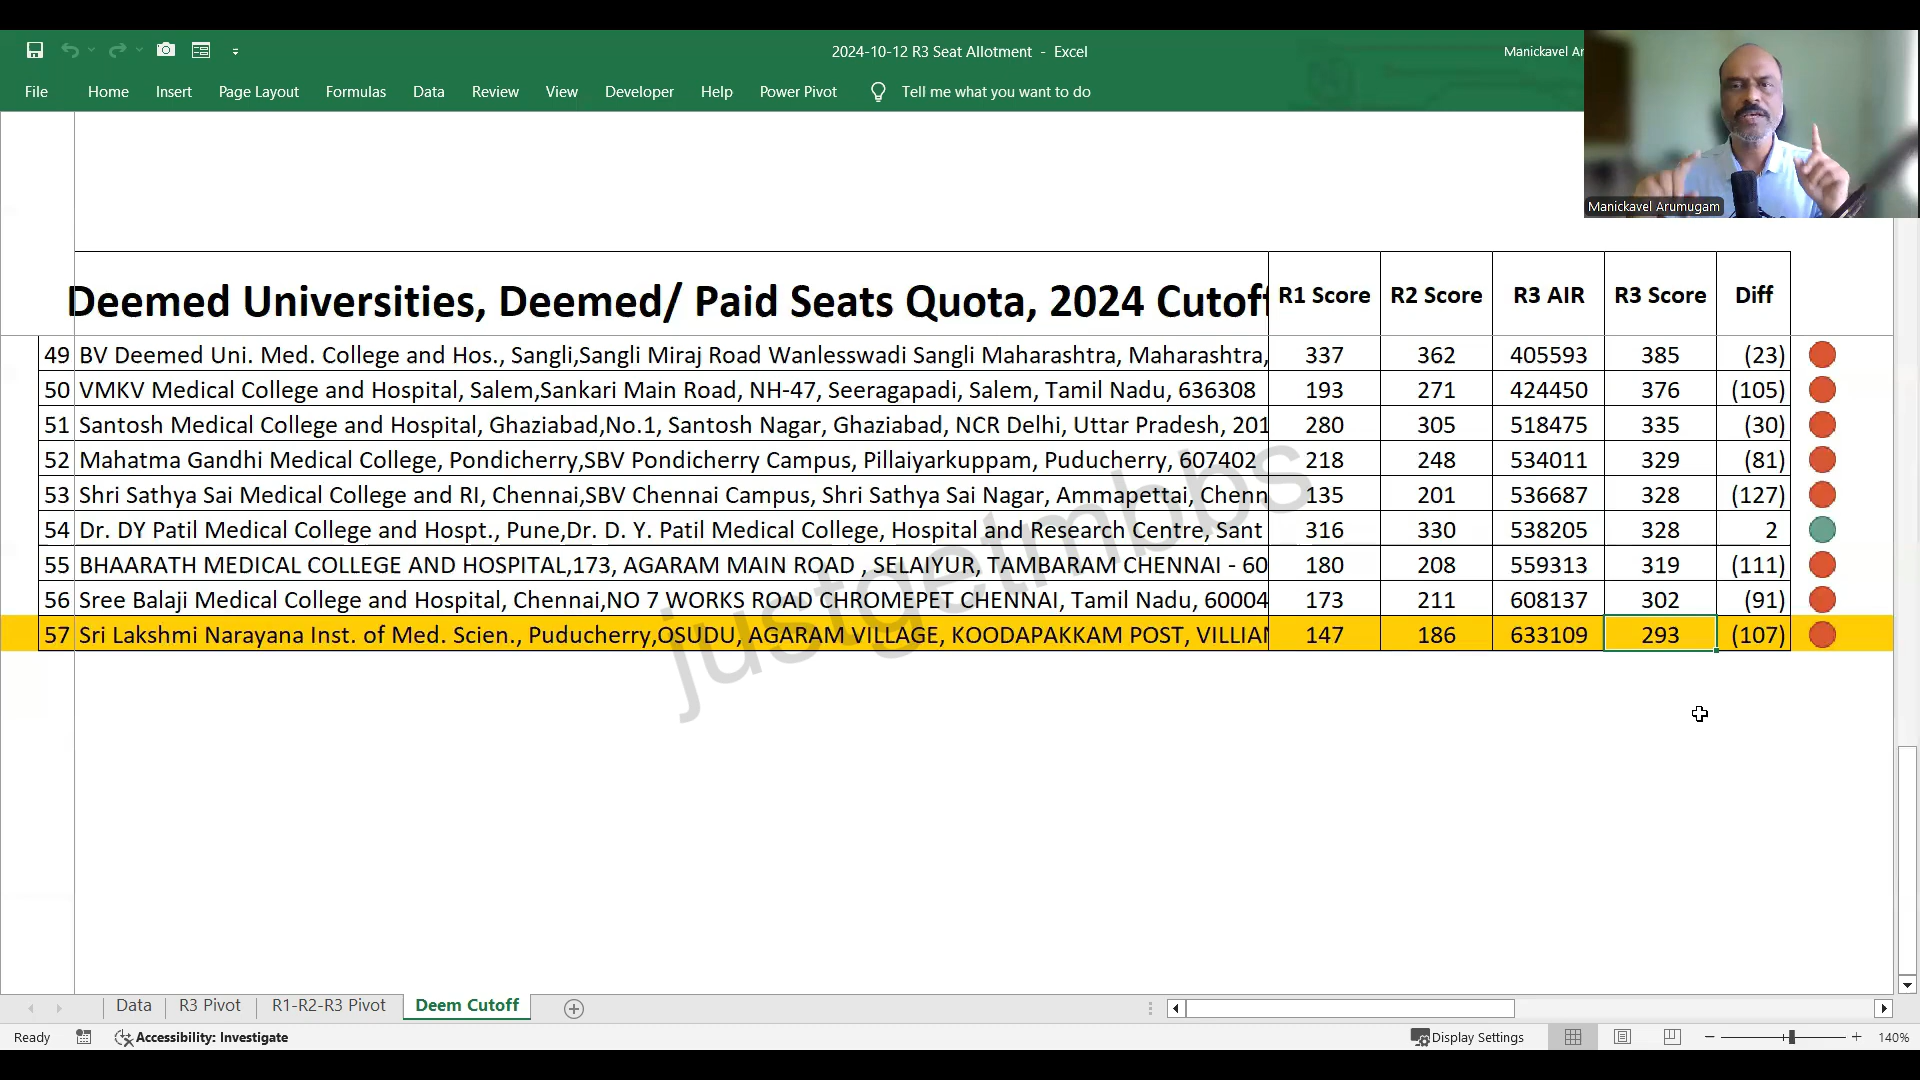 2024-10-12 R3 Seat Allotment - Excel
Manickavel Ar
File Home Insert Page Layout Formulas Data Review View Developer Help Power Pivot Tell me what you want to do
Manickavel Arumugam
Deemed Universities, Deemed/ Paid Seats Quota, 2024 Cutoff R1 Score R2 Score R3 AIR R3 Score Diff
49 BV Deemed Uni. Med. College and Hos., Sangli,Sangli Miraj Road Wanlesswadi Sangli Maharashtra, Maharashtra, 337 362 405593 385 (23)
50 VMKV Medical College and Hospital, Salem,Sankari Main Road, NH-47, Seeragapadi, Salem, Tamil Nadu, 636308 193 271 424450 376 (105)
51 Santosh Medical College and Hospital, Ghaziabad,No.1, Santosh Nagar, Ghaziabad, NCR Delhi, Uttar Pradesh, 201 280 305 518475 335 (30)
52 Mahatma Gandhi Medical College, Pondicherry,SBV Pondicherry Campus, Pillaiyarkuppam, Puducherry, 607402 218 248 534011 329 (81)
53 Shri Sathya Sai Medical College and RI, Chennai,SBV Chennai Campus, Shri Sathya Sai Nagar, Ammapettai, Chenn 135 201 536687 328 (127)
54 Dr. DY Patil Medical College and Hospt., Pune,Dr. D. Y. Patil Medical College, Hospital and Research Centre, Sant 316 330 538205 328 2
55 BHAARATH MEDICAL COLLEGE AND HOSPITAL,173, AGARAM MAIN ROAD , SELAIYUR, TAMBARAM CHENNAI - 60 180 208 559313 319 (111)
56 Sree Balaji Medical College and Hospital, Chennai,NO 7 WORKS ROAD CHROMEPET CHENNAI, Tamil Nadu, 60004 173 211 608137 302 (91)
57 Sri Lakshmi Narayana Inst. of Med. Scien., Puducherry,OSUDU, AGARAM VILLAGE, KOODAPAKKAM POST, VILLIAN 147 186 633109 293 (107)
justgetmbbs
Data R3 Pivot R1-R2-R3 Pivot Deem Cutoff
Ready Accessibility: Investigate Display Settings 140%